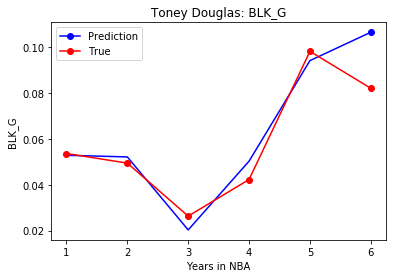 Toney Douglas: BLK_G
Prediction
True
BLK_G
0.10
0.08
0.06
0.04
0.02
1 2 3 4 5 6
Years in NBA